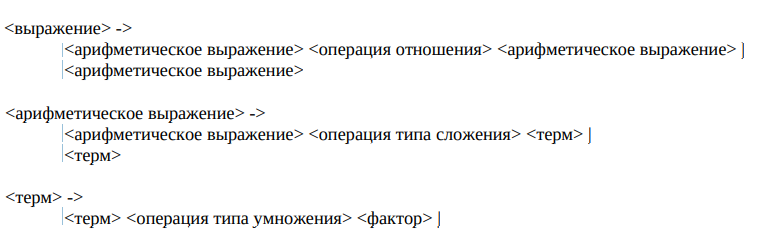 <выражение> ->
<арифметическое выражение> <операция отношения> <арифметическое выражение> |
<арифметическое выражение>
<арифметическое выражение> ->
<арифметическое выражение> <операция типа сложения> <терм> |
<терм>
<терм> ->
<терм> <операция типа умножения> <фактор> |